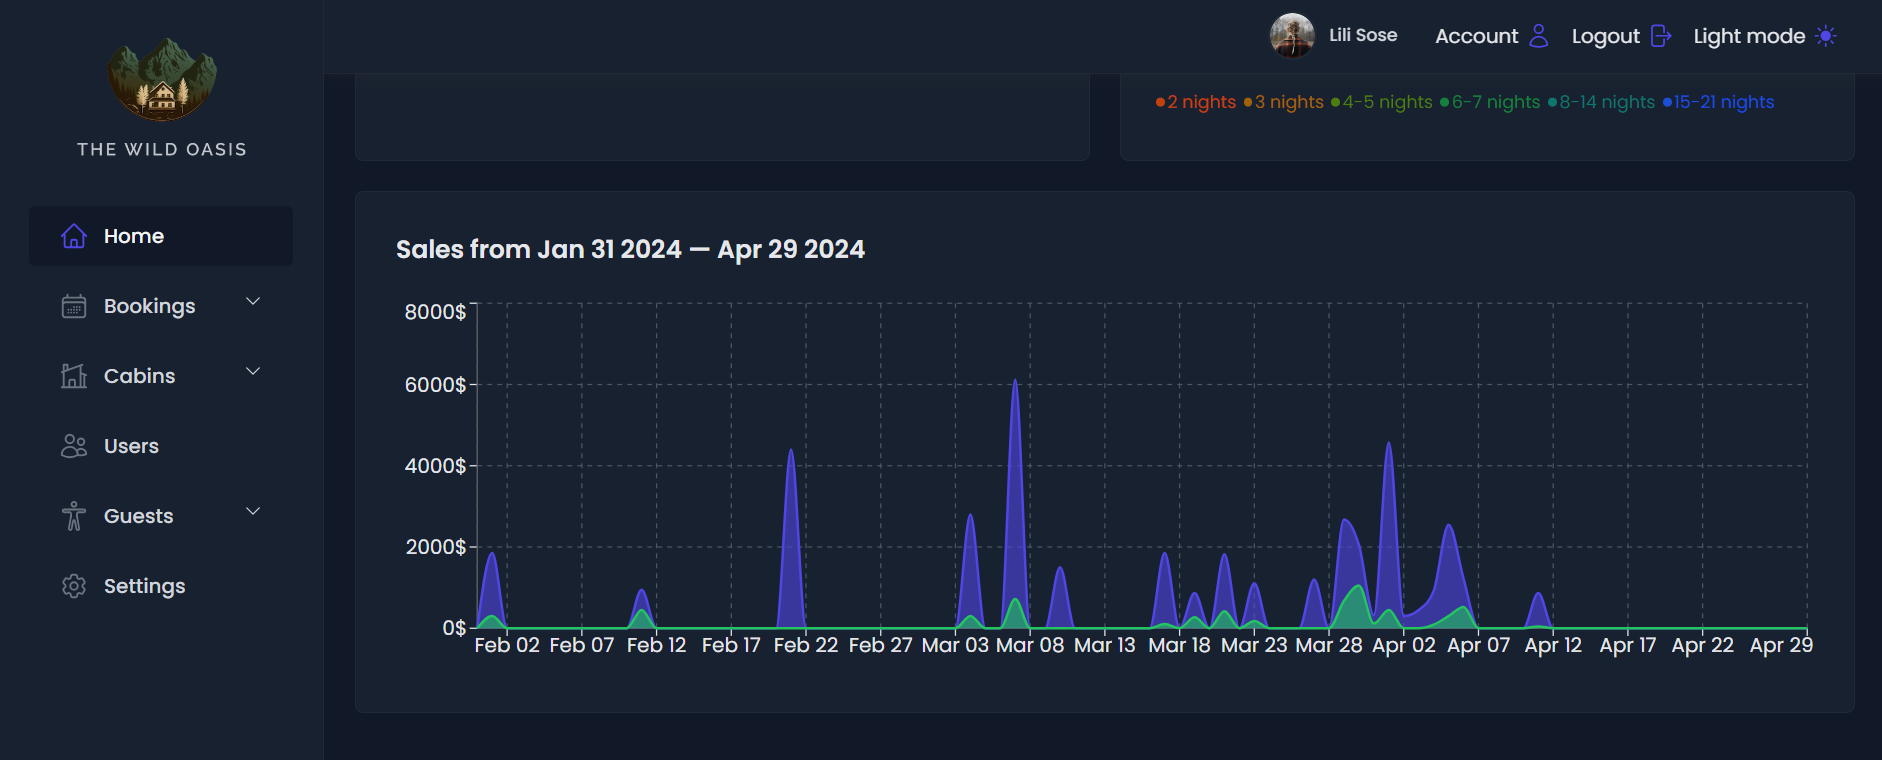 THE WILD OASIS
Home
Bookings
Cabins
Users
Guests
Settings
Lili Sose Account Logout Light mode
2 nights 3 nights 4-5 nights 6-7 nights 8-14 nights 15-21 nights
Sales from Jan 31 2024 — Apr 29 2024
8000$
6000$
4000$
2000$
0$
Feb 02 Feb 07 Feb 12 Feb 17 Feb 22 Feb 27 Mar 03 Mar 08 Mar 13 Mar 18 Mar 23 Mar 28 Apr 02 Apr 07 Apr 12 Apr 17 Apr 22 Apr 29